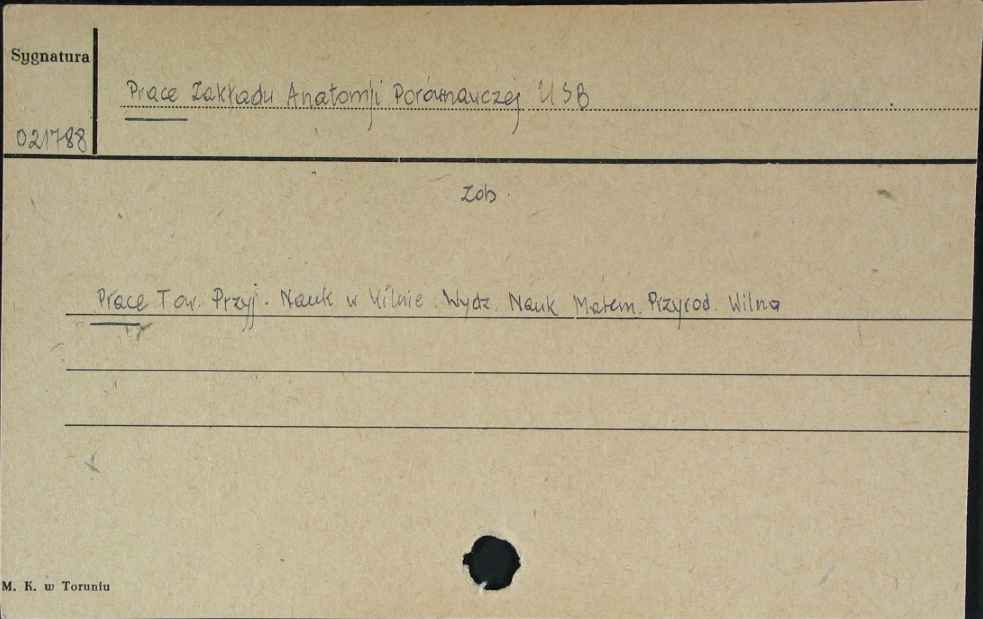 Sygnatura
Prace Zakładu Anatomji Porównawczej USB
021788
Zob.
Prace Tow. Przyj. Nauk w Wilnie. Wydz. Nauk Matem. Przyrod. Wilno
M. K. w Toruniu